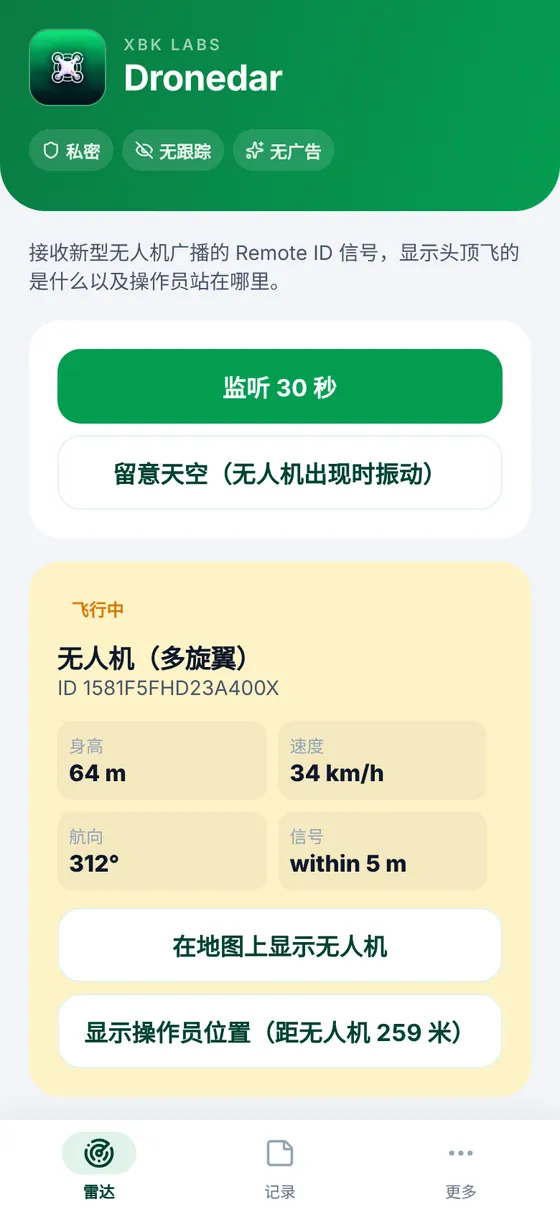 XBK LABS
Dronedar
私密
无跟踪
无广告
接收新型无人机广播的 Remote ID 信号，显示头顶飞的
是什么以及操作员站在哪里。
监听 30 秒
留意天空（无人机出现时振动）
飞行中
无人机（多旋翼）
ID 1581F5FHD23A400X
身高
速度
64 m
34 km/h
航向
信号
312°
within 5 m
在地图上显示无人机
显示操作员位置（距无人机 259 米）
雷达
记录
更多